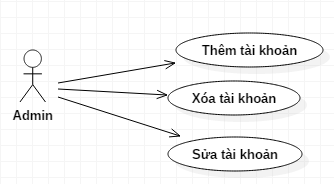 Thêm tài khoản
Xóa tài khoản
Admin
Sửa tài khoản